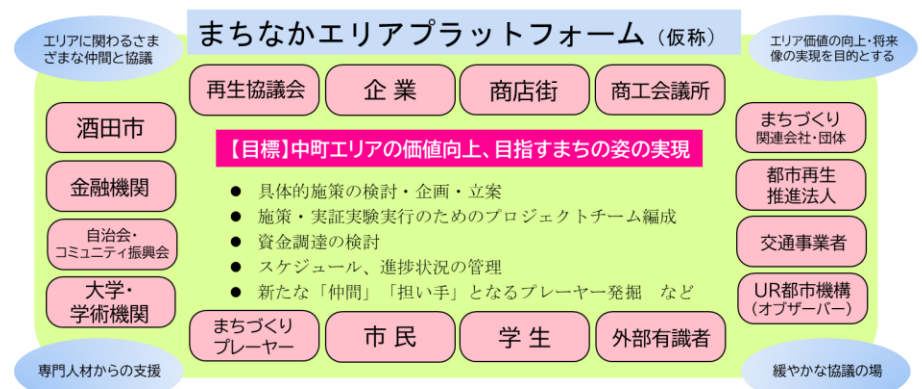 まちなかエリアプラットフォーム（仮称）
エリアに関わるさま
ざまな仲間と協議
エリア価値の向上・将来
像の実現を目的とする
再生協議会
企業
商店街
商工会議所
酒田市
金融機関
自治会・
コミュニティ振興会
大学・
学術機関
【目標】中町エリアの価値向上、目指すまちの姿の実現
● 具体的施策の検討・企画・立案
● 施策・実証実験実行のためのプロジェクトチーム編成
● 資金調達の検討
● スケジュール、進捗状況の管理
● 新たな「仲間」「担い手」となるプレーヤー発掘　など
まちづくり
関連会社・団体
都市再生
推進法人
交通事業者
UR都市機構
（オブザーバー）
まちづくり
プレーヤー
市民
学生
外部有識者
専門人材からの支援
緩やかな協議の場